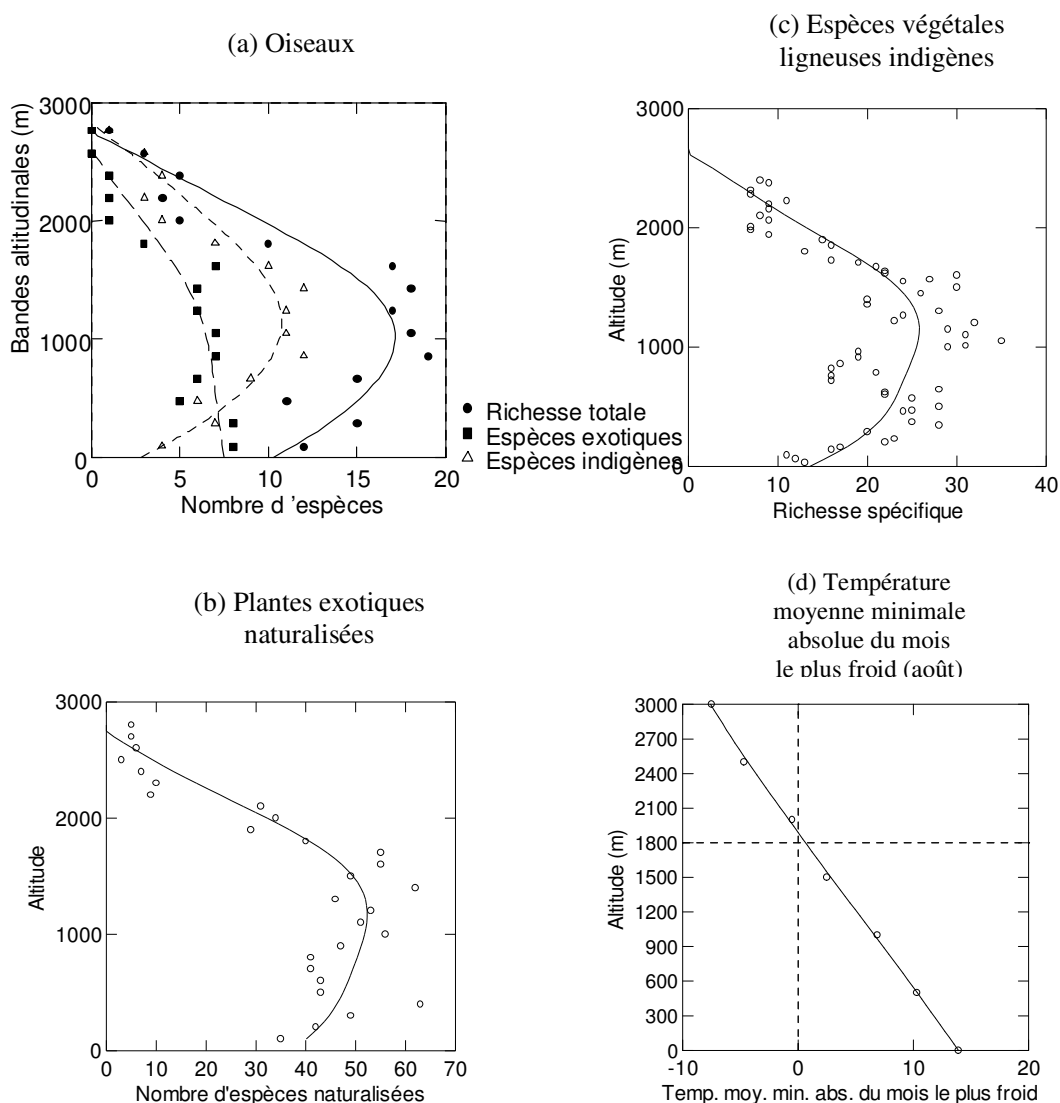 (a) Oiseaux
3000
2000
1000
0
Bandes altitudinales (m)
0 5 10 15 20
Nombre d 'espèces
Richesse totale
Espèces exotiques
Espèces indigènes
(c) Espèces végétales
ligneuses indigènes
3000
2000
1000
0
Altitude (m)
0 10 20 30 40
Richesse spécifique
(b) Plantes exotiques
naturalisées
3000
2000
1000
0
Altitude
0 10 20 30 40 50 60 70
Nombre d'espèces naturalisées
(d) Température
moyenne minimale
absolue du mois
le plus froid (août)
3000
2700
2400
2100
1800
1500
1200
900
600
300
0
Altitude (m)
-10 0 10 20
Temp. moy. min. abs. du mois le plus froid